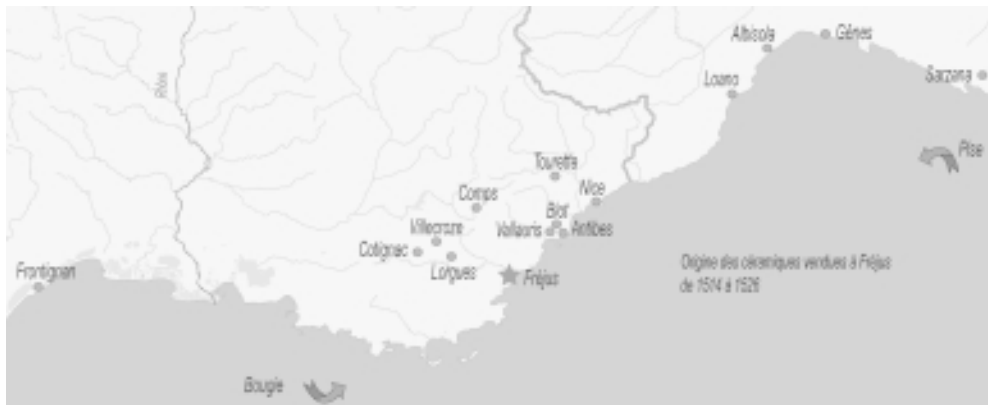 Albisola
Gênes
Loano
Sarzana
Rhône
Pise
Tourette
Comps
Nice
Biot
Villecroze
Vallauris
Antibes
Cotignac
Lorgues
Fréjus
Frontignan
Origine des céramiques vendues à Fréjus
de 1514 à 1526
Bougie